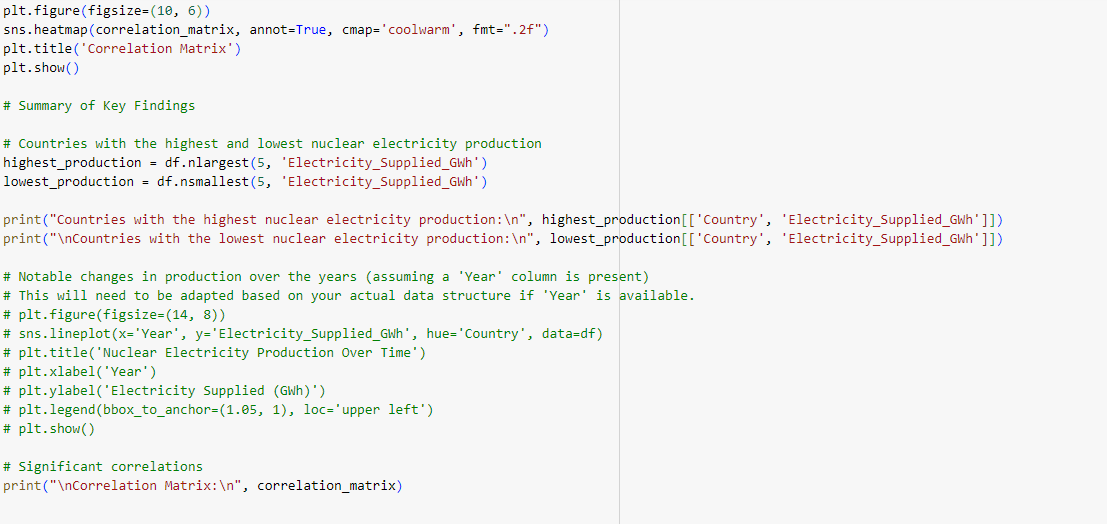 plt.figure(figsize=(10, 6))
sns.heatmap(correlation_matrix, annot=True, cmap='coolwarm', fmt=".2f")
plt.title('Correlation Matrix')
plt.show()
# Summary of Key Findings
# Countries with the highest and lowest nuclear electricity production
highest_production = df.nlargest(5, 'Electricity_Supplied_GWh')
lowest_production = df.nsmallest(5, 'Electricity_Supplied_GWh')
print("Countries with the highest nuclear electricity production:\n", highest_production[['Country', 'Electricity_Supplied_GWh']])
print("\nCountries with the lowest nuclear electricity production:\n", lowest_production[['Country', 'Electricity_Supplied_GWh']])
# Notable changes in production over the years (assuming a 'Year' column is present)
# This will need to be adapted based on your actual data structure if 'Year' is available.
# plt.figure(figsize=(14, 8))
# sns.lineplot(x='Year', y='Electricity_Supplied_GWh', hue='Country', data=df)
# plt.title('Nuclear Electricity Production Over Time')
# plt.xlabel('Year')
# plt.ylabel('Electricity Supplied (GWh)')
# plt.legend(bbox_to_anchor=(1.05, 1), loc='upper left')
# plt.show()
# Significant correlations
print("\nCorrelation Matrix:\n", correlation_matrix)